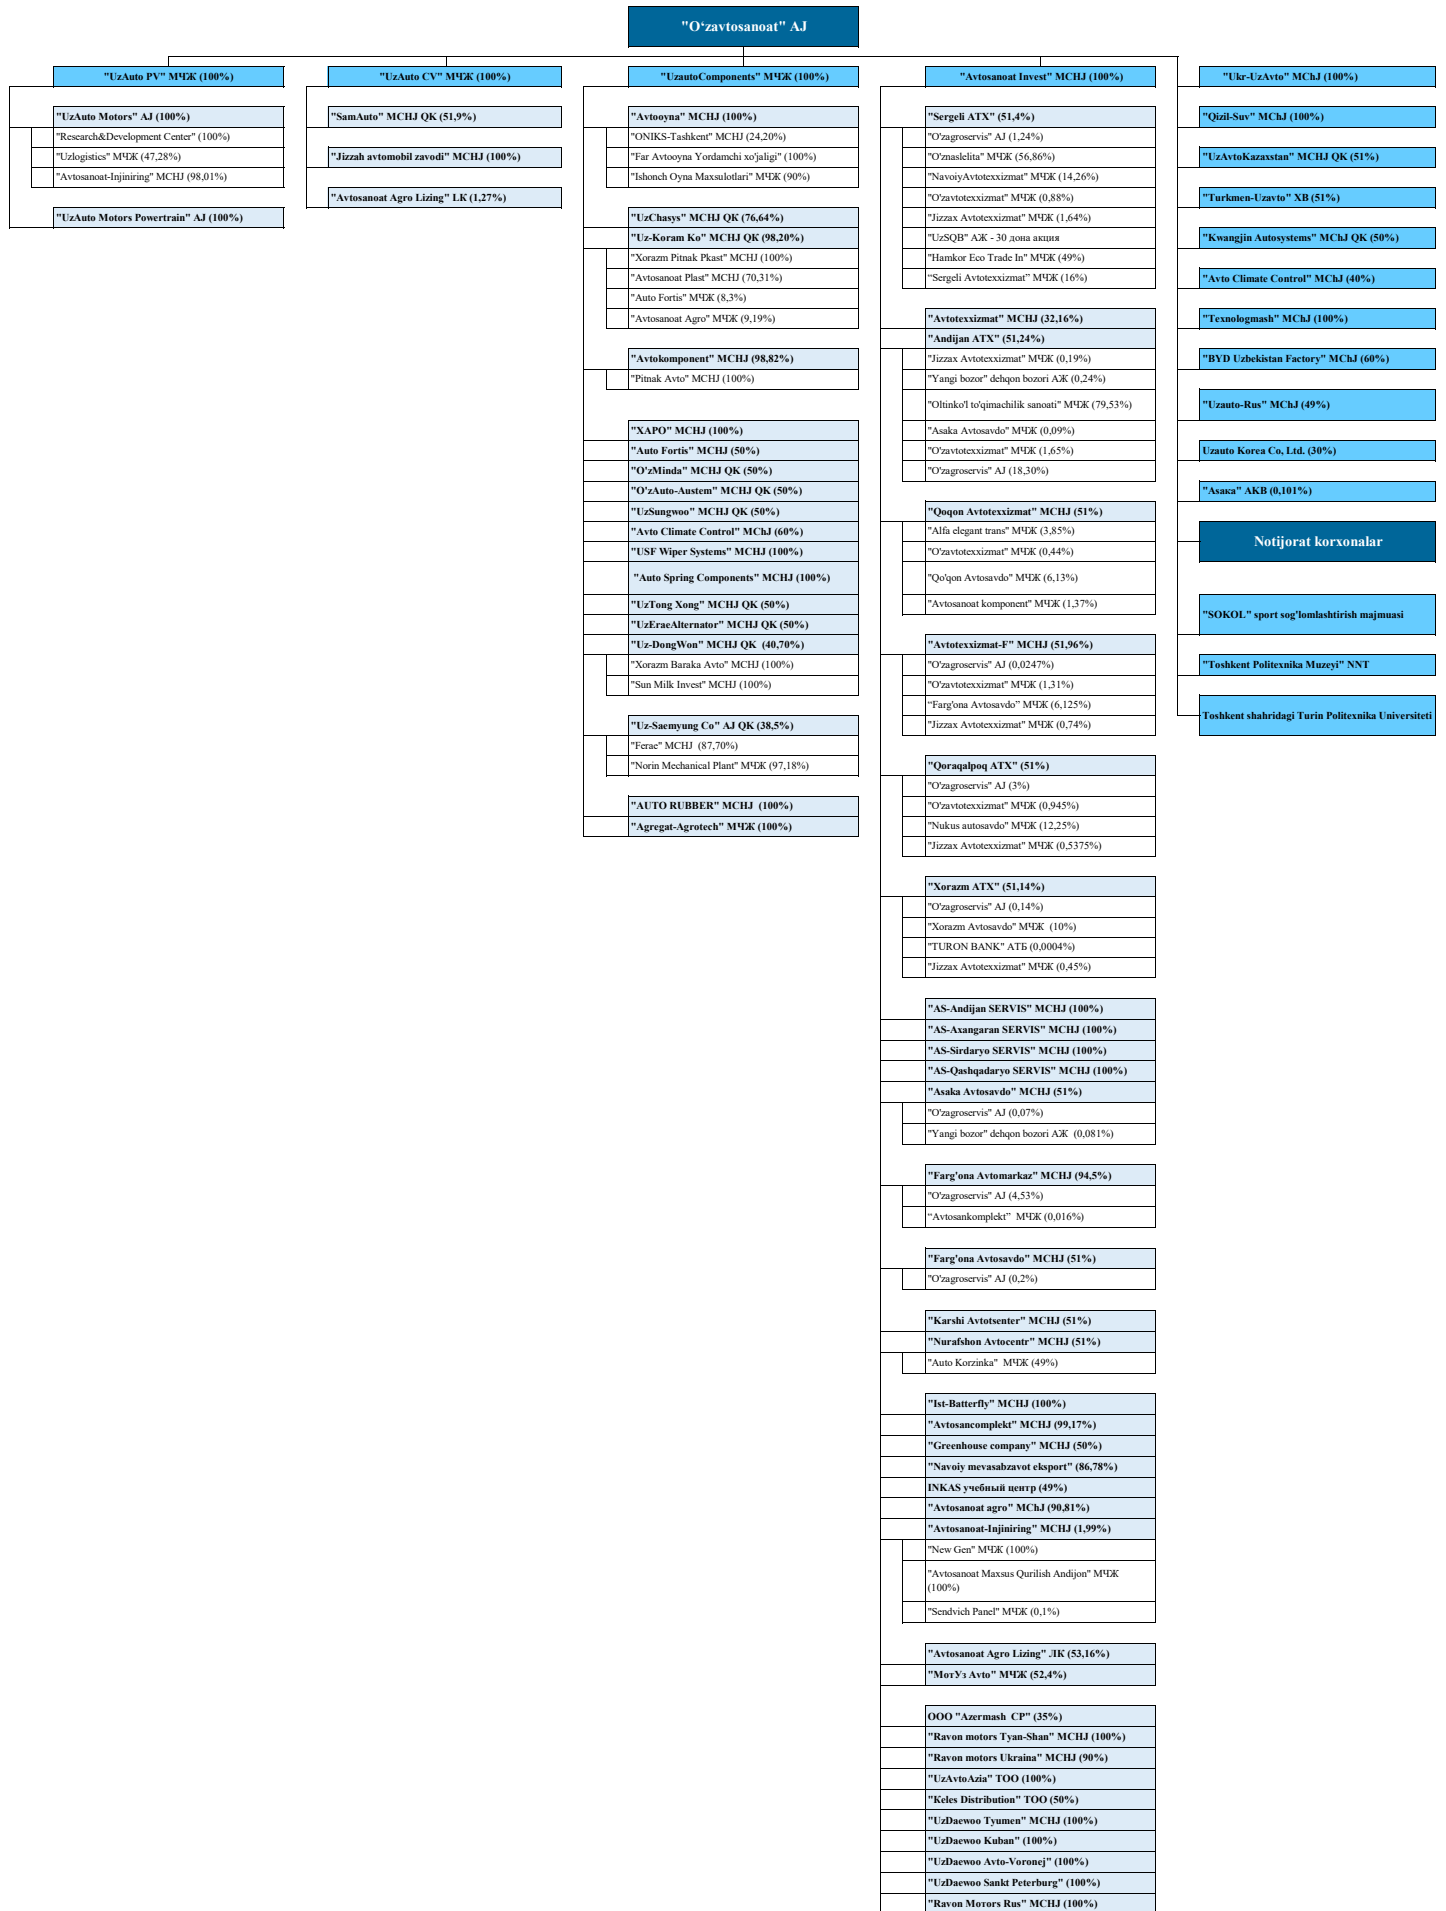 "O‘zavtosanoat" AJ
"UzAuto PV" МЧЖ (100%)
"UzAuto Motors" AJ (100%)
"Research&Development Center" (100%)
"Uzlogistics" МЧЖ (47,28%)
"Avtosanoat-Injiniring" MCHJ (98,01%)
"UzAuto Motors Powertrain" AJ (100%)
"UzAuto CV" МЧЖ (100%)
"SamAuto" MCHJ QK (51,9%)
"Jizzah avtomobil zavodi" MCHJ (100%)
"Avtosanoat Agro Lizing" LK (1,27%)
"UzautoComponents" МЧЖ (100%)
"Avtooyna" MCHJ (100%)
"ONIKS-Tashkent" MCHJ (24,20%)
"Far Avtooyna Yordamchi xo'jaligi" (100%)
"Ishonch Oyna Maxsulotlari" МЧЖ (90%)
"UzChasys" MCHJ QK (76,64%)
"Uz-Koram Ko" MCHJ QK (98,20%)
"Xorazm Pitnak Pkast" MCHJ (100%)
"Avtosanoat Plast" MCHJ (70,31%)
"Auto Fortis" МЧЖ (8,3%)
"Avtosanoat Agro" МЧЖ (9,19%)
"Avtokomponent" MCHJ (98,82%)
"Pitnak Avto" MCHJ (100%)
"XAPO" MCHJ (100%)
"Auto Fortis" MCHJ (50%)
"O'zMinda" MCHJ QK (50%)
"O'zAuto-Austem" MCHJ QK (50%)
"UzSungwoo" MCHJ QK (50%)
"Avto Climate Control" MChJ (60%)
"USF Wiper Systems" MCHJ (100%)
"Auto Spring Components" MCHJ (100%)
"UzTong Xong" MCHJ QK (50%)
"UzEraeAlternator" MCHJ QK (50%)
"Uz-DongWon" MCHJ QK (40,70%)
"Xorazm Baraka Avto" MCHJ (100%)
"Sun Milk Invest" MCHJ (100%)
"Uz-Saemyung Co" AJ QK (38,5%)
"Ferae" MCHJ (87,70%)
"Norin Mechanical Plant" МЧЖ (97,18%)
"AUTO RUBBER" MCHJ (100%)
"Agregat-Agrotech" МЧЖ (100%)
"Avtosanoat Invest" MCHJ (100%)
"Sergeli ATX" (51,4%)
"O'zagroservis" AJ (1,24%)
"O'znaslelita" МЧЖ (56,86%)
"NavoiyAvtotexxizmat" МЧЖ (14,26%)
"O'zavtotexxizmat" МЧЖ (0,88%)
"Jizzax Avtotexxizmat" МЧЖ (1,64%)
"UzSQB" АЖ - 30 дона акция
"Hamkor Eco Trade In" МЧЖ (49%)
“Sergeli Avtotexxizmat” МЧЖ (16%)
"Avtotexxizmat" MCHJ (32,16%)
"Andijan ATX" (51,24%)
"Jizzax Avtotexxizmat" МЧЖ (0,19%)
"Yangi bozor" dehqon bozori АЖ (0,24%)
"Oltinko'l to'qimachilik sanoati" МЧЖ (79,53%)
"Asaka Avtosavdo" МЧЖ (0,09%)
"O'zavtotexxizmat" МЧЖ (1,65%)
"O'zagroservis" AJ (18,30%)
"Qoqon Avtotexxizmat" MCHJ (51%)
"Alfa elegant trans" МЧЖ (3,85%)
"O'zavtotexxizmat" МЧЖ (0,44%)
"Qo'qon Avtosavdo" МЧЖ (6,13%)
"Avtosanoat komponent" МЧЖ (1,37%)
"Avtotexxizmat-F" MCHJ (51,96%)
"O'zagroservis" AJ (0,0247%)
"O'zavtotexxizmat" МЧЖ (1,31%)
“Farg'ona Avtosavdo” МЧЖ (6,125%)
"Jizzax Avtotexxizmat" МЧЖ (0,74%)
"Qoraqalpoq ATX" (51%)
"O'zagroservis" AJ (3%)
"O'zavtotexxizmat" МЧЖ (0,945%)
"Nukus autosavdo" МЧЖ (12,25%)
"Jizzax Avtotexxizmat" МЧЖ (0,5375%)
"Xorazm ATX" (51,14%)
"O'zagroservis" AJ (0,14%)
"Xorazm Avtosavdo" МЧЖ (10%)
"TURON BANK" АТБ (0,0004%)
"Jizzax Avtotexxizmat" МЧЖ (0,45%)
"AS-Andijan SERVIS" MCHJ (100%)
"AS-Axangaran SERVIS" MCHJ (100%)
"AS-Sirdaryo SERVIS" MCHJ (100%)
"AS-Qashqadaryo SERVIS" MCHJ (100%)
"Asaka Avtosavdo" MCHJ (51%)
"O'zagroservis" AJ (0,07%)
"Yangi bozor" dehqon bozori АЖ (0,081%)
"Farg'ona Avtomarkaz" MCHJ (94,5%)
"O'zagroservis" AJ (4,53%)
“Avtosankomplekt” МЧЖ (0,016%)
"Farg'ona Avtosavdo" MCHJ (51%)
"O'zagroservis" AJ (0,2%)
"Karshi Avtotsenter" MCHJ (51%)
"Nurafshon Avtocentr" MCHJ (51%)
"Auto Korzinka" МЧЖ (49%)
"Ist-Batterfly" MCHJ (100%)
"Avtosancomplekt" MCHJ (99,17%)
"Greenhouse company" MCHJ (50%)
"Navoiy mevasabzavot eksport" (86,78%)
INKAS учебный центр (49%)
"Avtosanoat agro" MChJ (90,81%)
"Avtosanoat-Injiniring" MCHJ (1,99%)
"New Gen" МЧЖ (100%)
"Avtosanoat Maxsus Qurilish Andijon" МЧЖ
(100%)
"Sendvich Panel" МЧЖ (0,1%)
"Avtosanoat Agro Lizing" ЛК (53,16%)
"МотУз Avto" МЧЖ (52,4%)
ООО "Azermash СР" (35%)
"Ravon motors Tyan-Shan" MCHJ (100%)
"Ravon motors Ukraina" MCHJ (90%)
"UzAvtoAzia" ТОО (100%)
"Keles Distribution" ТОО (50%)
"UzDaewoo Tyumen" MCHJ (100%)
"UzDaewoo Kuban" (100%)
"UzDaewoo Avto-Voronej" (100%)
"UzDaewoo Sankt Peterburg" (100%)
"Ravon Motors Rus" MCHJ (100%)
"Ukr-UzAvto" MChJ (100%)
"Qizil-Suv" MChJ (100%)
"UzAvtoKazaxstan" MCHJ QK (51%)
"Turkmen-Uzavto" XB (51%)
"Kwangjin Autosystems" MChJ QK (50%)
"Avto Climate Control" MChJ (40%)
"Texnologmash" MChJ (100%)
"BYD Uzbekistan Factory" MChJ (60%)
"Uzauto-Rus" MChJ (49%)
Uzauto Korea Co, Ltd. (30%)
"Asaкa" AKB (0,101%)
Notijorat korxonalar
"SOKOL" sport sog'lomlashtirish majmuasi
"Toshkent Politexnika Muzeyi" NNT
Toshkent shahridagi Turin Politexnika Universiteti